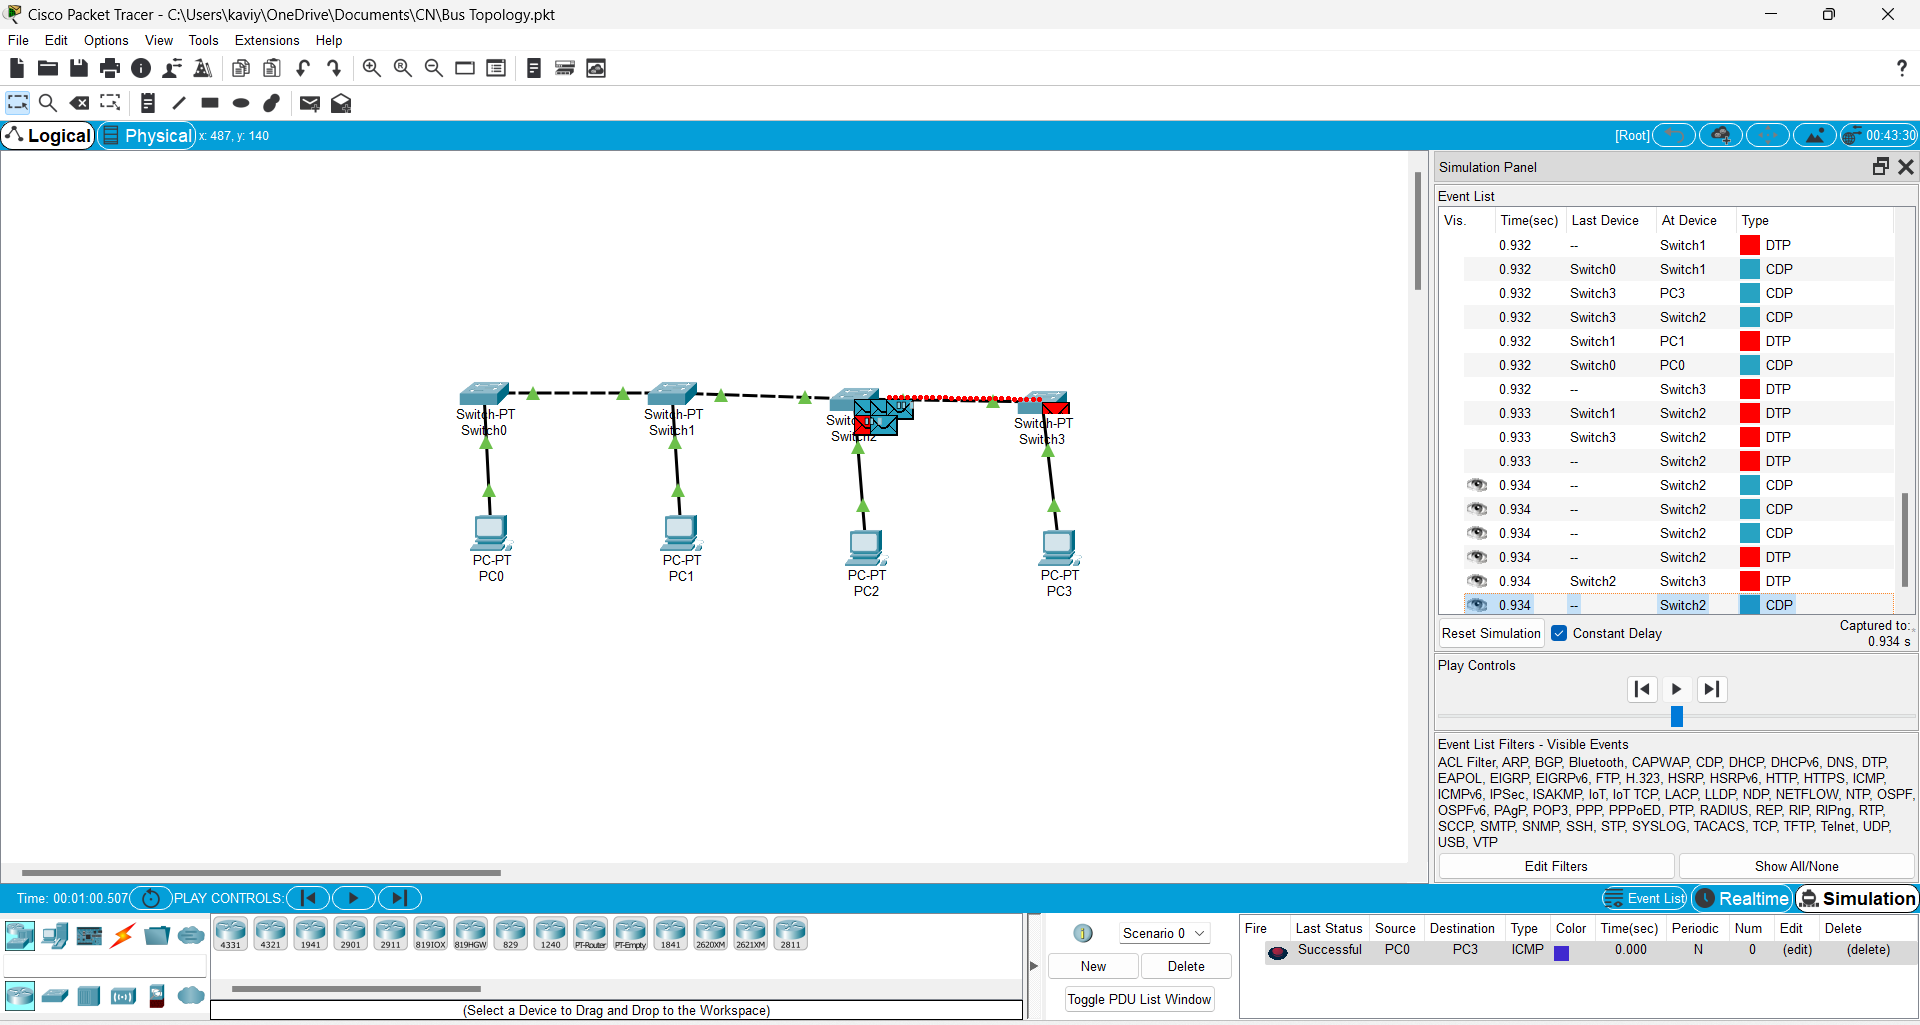 Cisco Packet Tracer - C:\Users\kaviy\OneDrive\Documents\CN\Bus Topology.pkt
File Edit Options View Tools Extensions Help
Logical Physical x: 487, y: 140 [Root] 00:43:30
Simulation Panel
Event List
Vis. Time(sec) Last Device At Device Type
0.932 -- Switch1 DTP
0.932 Switch0 Switch1 CDP
0.932 Switch3 PC3 CDP
0.932 Switch3 Switch2 CDP
0.932 Switch1 PC1 DTP
0.932 Switch0 PC0 CDP
0.932 -- Switch3 DTP
0.933 Switch1 Switch2 DTP
0.933 Switch3 Switch2 DTP
0.933 -- Switch2 DTP
0.934 -- Switch2 CDP
0.934 -- Switch2 CDP
0.934 -- Switch2 CDP
0.934 -- Switch2 DTP
0.934 Switch2 Switch3 DTP
0.934 -- Switch2 CDP
Reset Simulation Constant Delay Captured to:
0.934 s
Play Controls
Event List Filters - Visible Events
ACL Filter, ARP, BGP, Bluetooth, CAPWAP, CDP, DHCP, DHCPv6, DNS, DTP,
EAPOL, EIGRP, EIGRPv6, FTP, H.323, HSRP, HSRPv6, HTTP, HTTPS, ICMP,
ICMPv6, IPSec, ISAKMP, IoT, IoT TCP, LACP, LLDP, NDP, NETFLOW, NTP, OSPF,
OSPFv6, PAgP, POP3, PPP, PPPoED, PTP, RADIUS, REP, RIP, RIPng, RTP,
SCCP, SMTP, SNMP, SSH, STP, SYSLOG, TACACS, TCP, TFTP, Telnet, UDP,
USB, VTP
Edit Filters Show All/None
Switch-PT
Switch0
Switch-PT
Switch1
Switch2
Switch-PT
Switch3
PC-PT
PC0
PC-PT
PC1
PC-PT
PC2
PC-PT
PC3
Time: 00:01:00.507 PLAY CONTROLS: Event List Realtime Simulation
4331 4321 1941 2901 2911 819IOX 819HGW 829 1240 PT-Router PT-Empty 1841 2620XM 2621XM 2811
(Select a Device to Drag and Drop to the Workspace)
Scenario 0
New Delete
Toggle PDU List Window
Fire Last Status Source Destination Type Color Time(sec) Periodic Num Edit Delete
Successful PC0 PC3 ICMP 0.000 N 0 (edit) (delete)